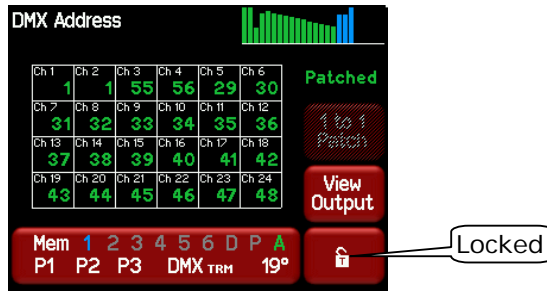 DMX Address
Ch 1 Ch 2 Ch 3 Ch 4 Ch 5 Ch 6
1 1 55 56 29 30
Patched
Ch 7 Ch 8 Ch 9 Ch 10 Ch 11 Ch 12
31 32 33 34 35 36
1 to 1
Patch
Ch 13 Ch 14 Ch 15 Ch 16 Ch 17 Ch 18
37 38 39 40 41 42
Ch 19 Ch 20 Ch 21 Ch 22 Ch 23 Ch 24
43 44 45 46 47 48
View
Output
Mem 1 2 3 4 5 6 D P A
P1 P2 P3 DMX TRM 19°
T
Locked